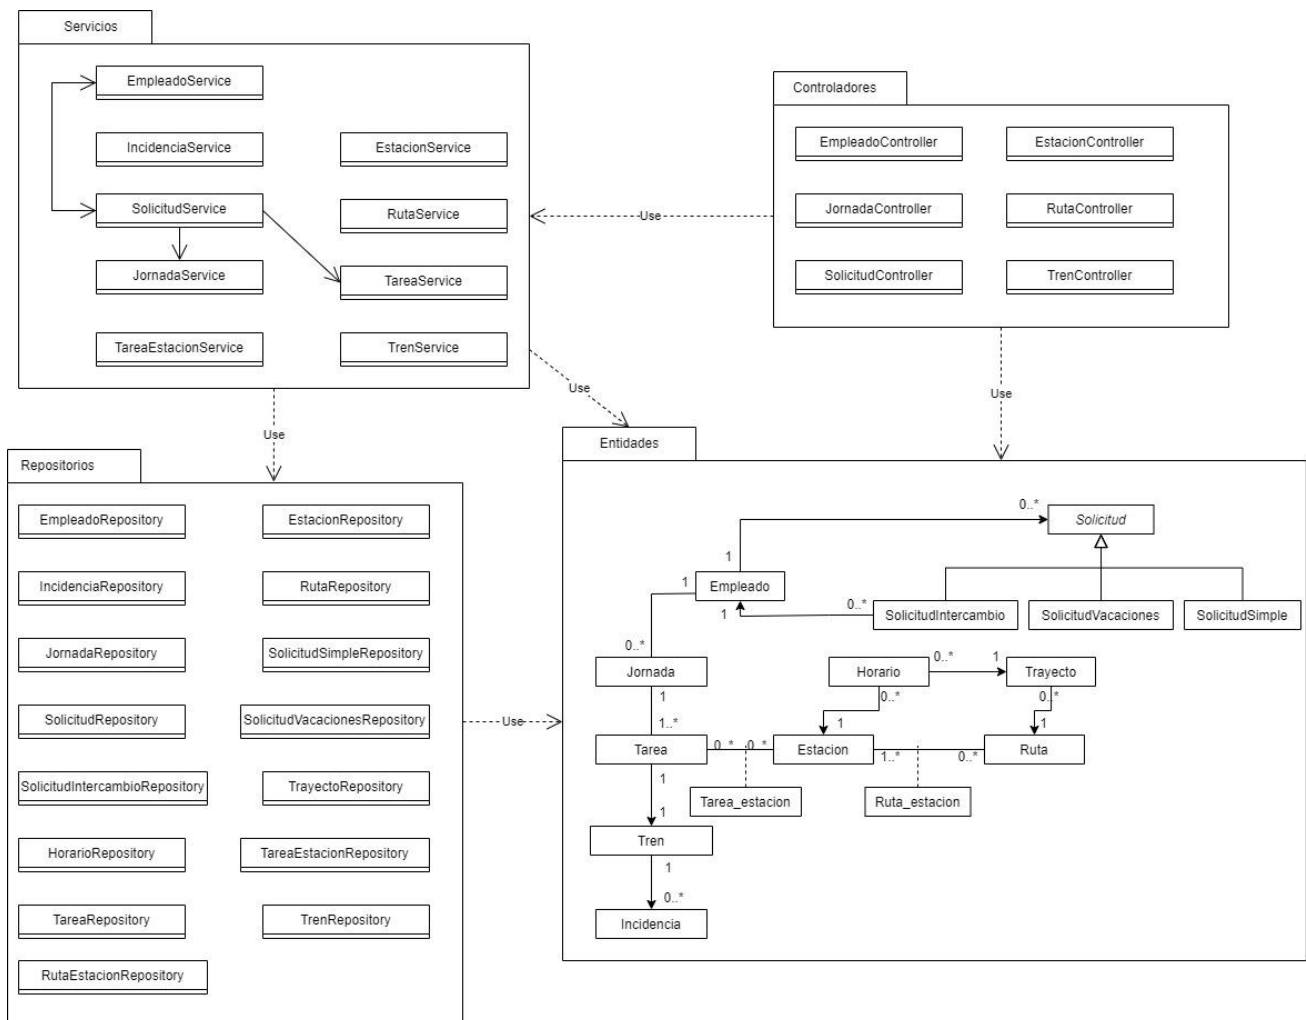 Servicios
EmpleadoService
IncidenciaService
EstacionService
SolicitudService
RutaService
JornadaService
TareaService
TareaEstacionService
TrenService
Controladores
EmpleadoController
EstacionController
JornadaController
RutaController
SolicitudController
TrenController
Use
Use
Use
Use
Repositorios
EmpleadoRepository
EstacionRepository
IncidenciaRepository
RutaRepository
JornadaRepository
SolicitudSimpleRepository
SolicitudRepository
SolicitudVacacionesRepository
SolicitudIntercambioRepository
TrayectoRepository
HorarioRepository
TareaEstacionRepository
TareaRepository
TrenRepository
RutaEstacionRepository
Use
Entidades
0..*
Solicitud
1
1
Empleado
1
0..*
SolicitudIntercambio
SolicitudVacaciones
SolicitudSimple
0..*
Jornada
Horario
0..*
1
Trayecto
1
0..*
0..*
1..*
1
1
Tarea
0..*
0..*
Estacion
1..*
0..*
Ruta
1
Tarea_estacion
Ruta_estacion
1
Tren
1
0..*
Incidencia